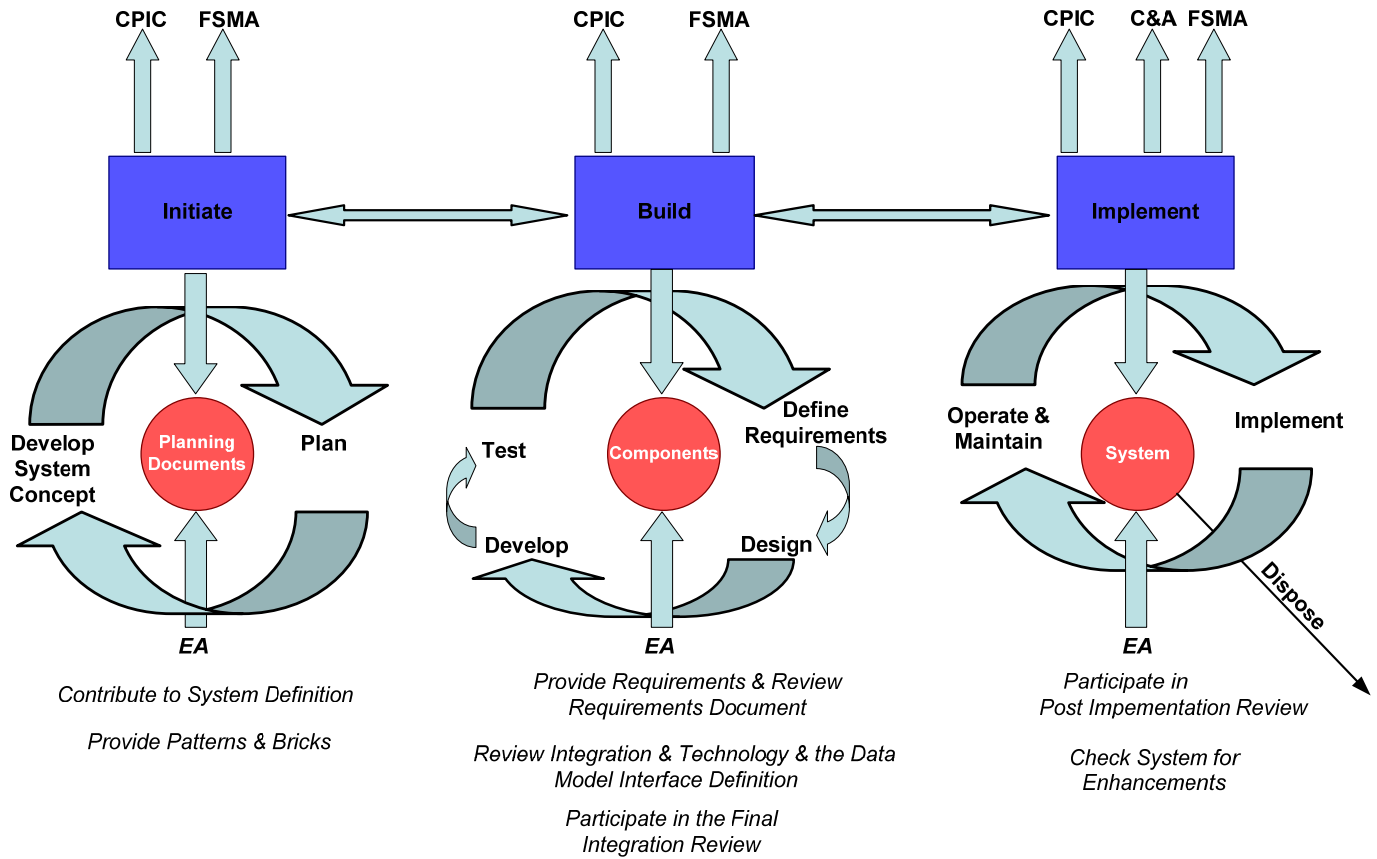 CPIC FSMA
CPIC FSMA
CPIC C&A FSMA
Initiate
Build
Implement
Develop
System
Concept
Planning
Documents
Plan
Test
Components
Define
Requirements
Develop
Design
Operate &
Maintain
System
Implement
Dispose
EA
EA
EA
Contribute to System Definition
Provide Patterns & Bricks
Provide Requirements & Review
Requirements Document
Review Integration & Technology & the Data
Model Interface Definition
Participate in the Final
Integration Review
Participate in
Post Impementation Review
Check System for
Enhancements